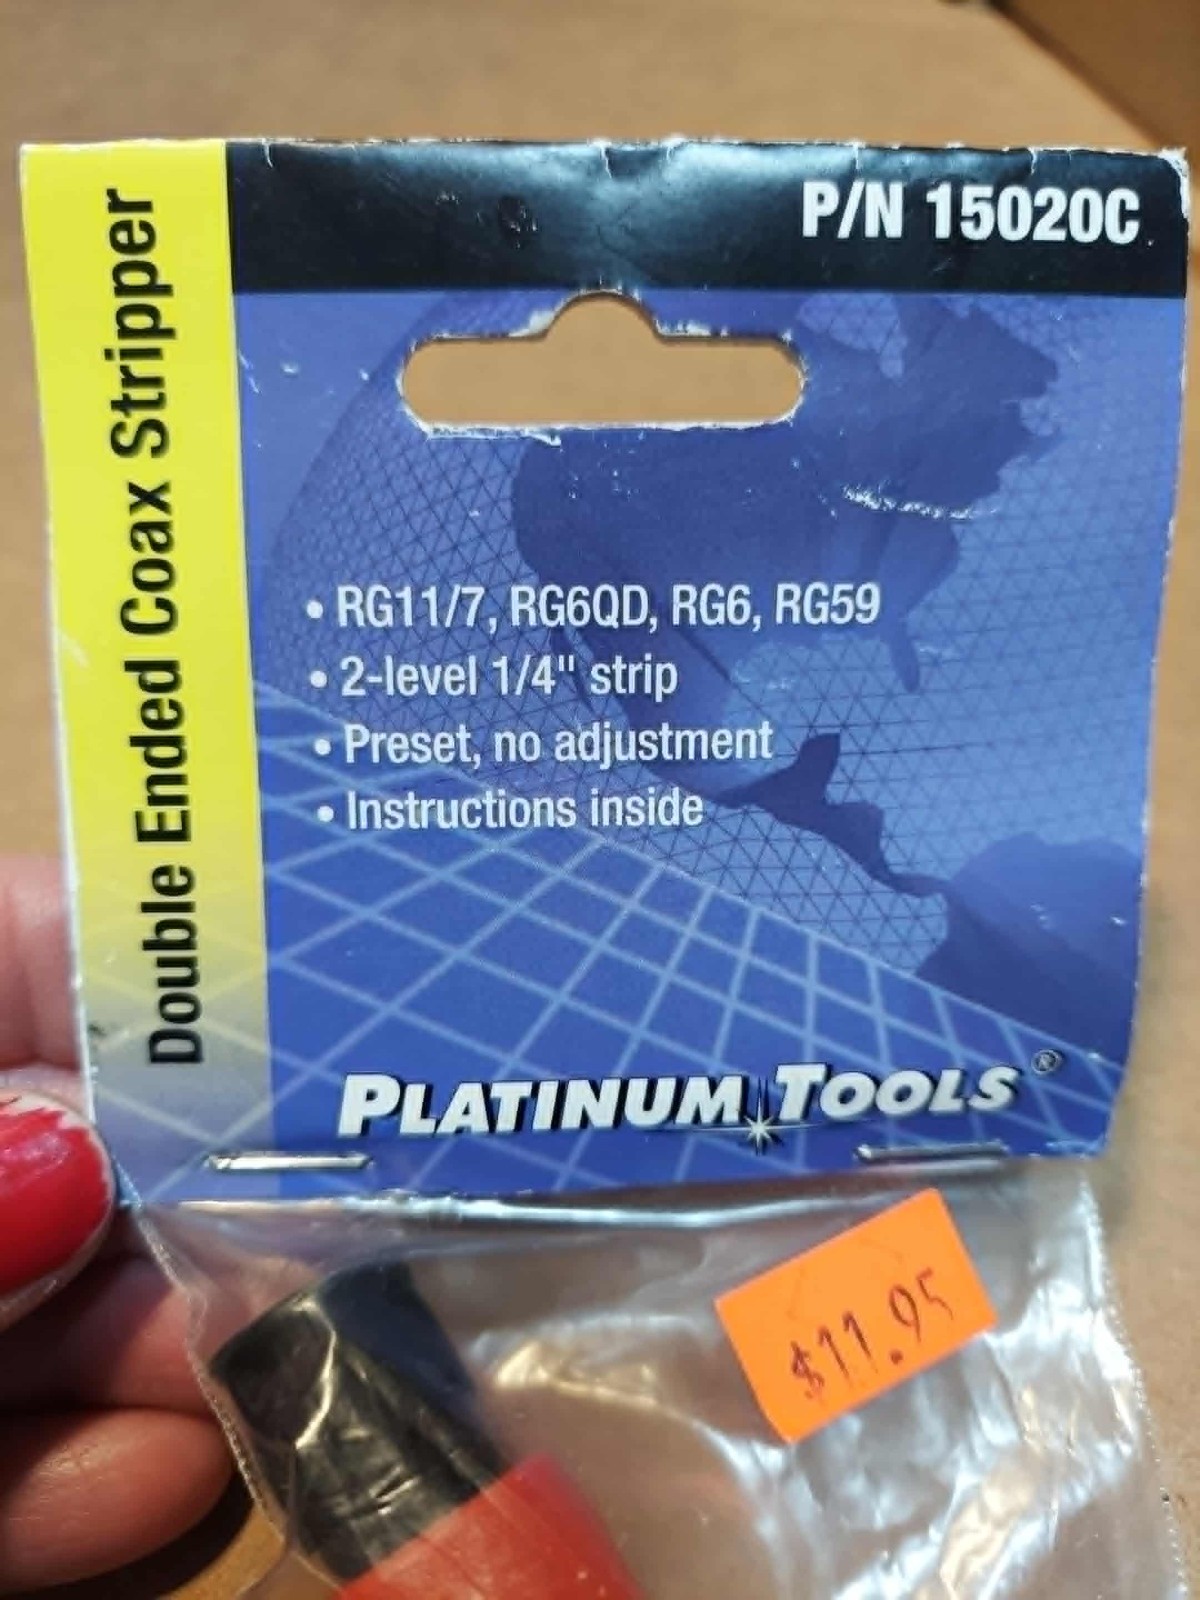 P/N 15020C
Double Ended Coax Stripper
• RG11/7, RG6QD, RG6, RG59
• 2-level 1/4" strip
• Preset, no adjustment
• Instructions inside
PLATINUM TOOLS®
$11.95